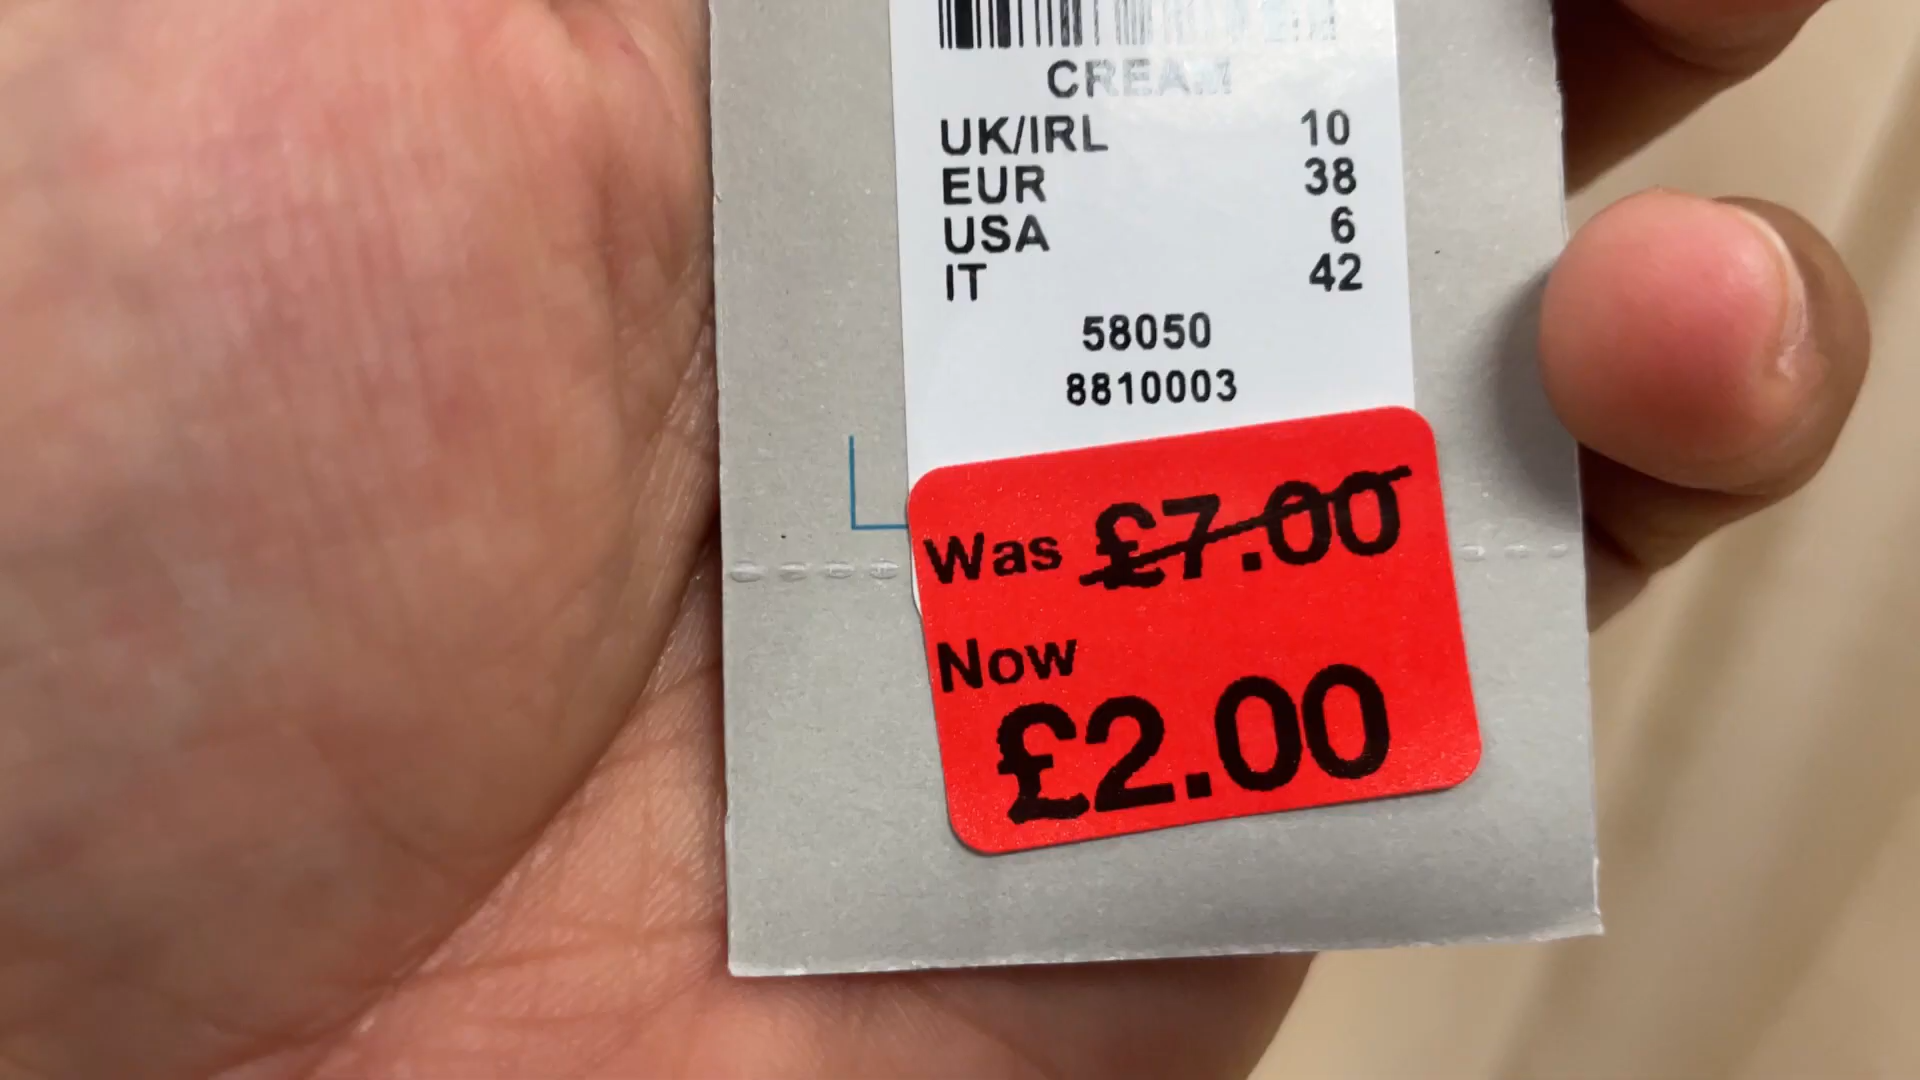 CREAM
UK/IRL 10
EUR 38
USA 6
IT 42
58050
8810003
Was £7.00
Now
£2.00